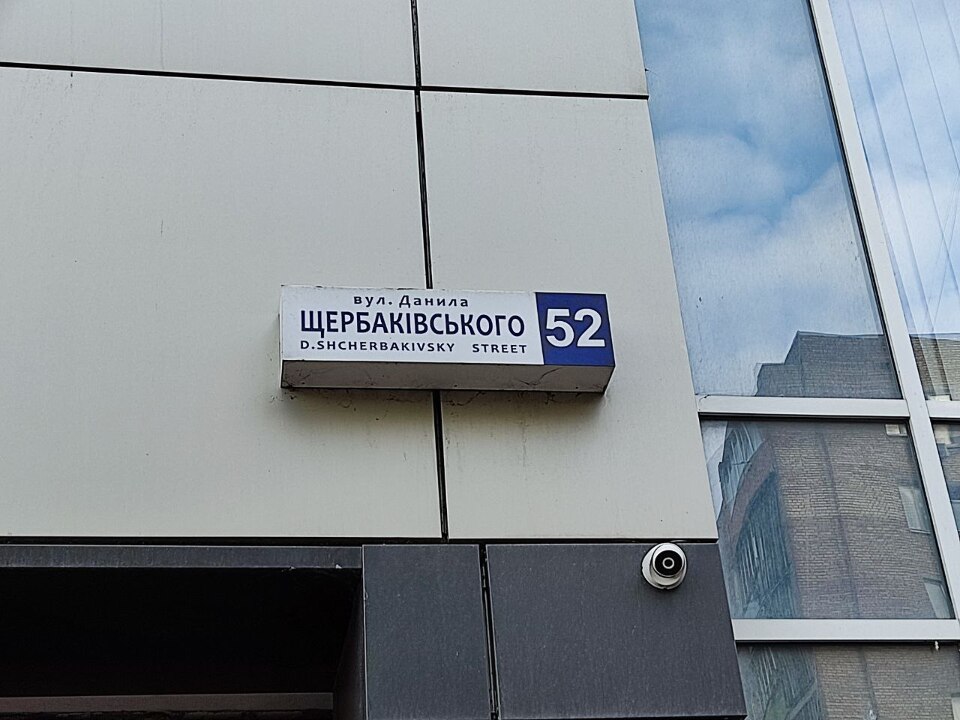 вул. Данила
ЩЕРБАКІВСЬКОГО
D.SHCHERBAKIVSKY STREET
52